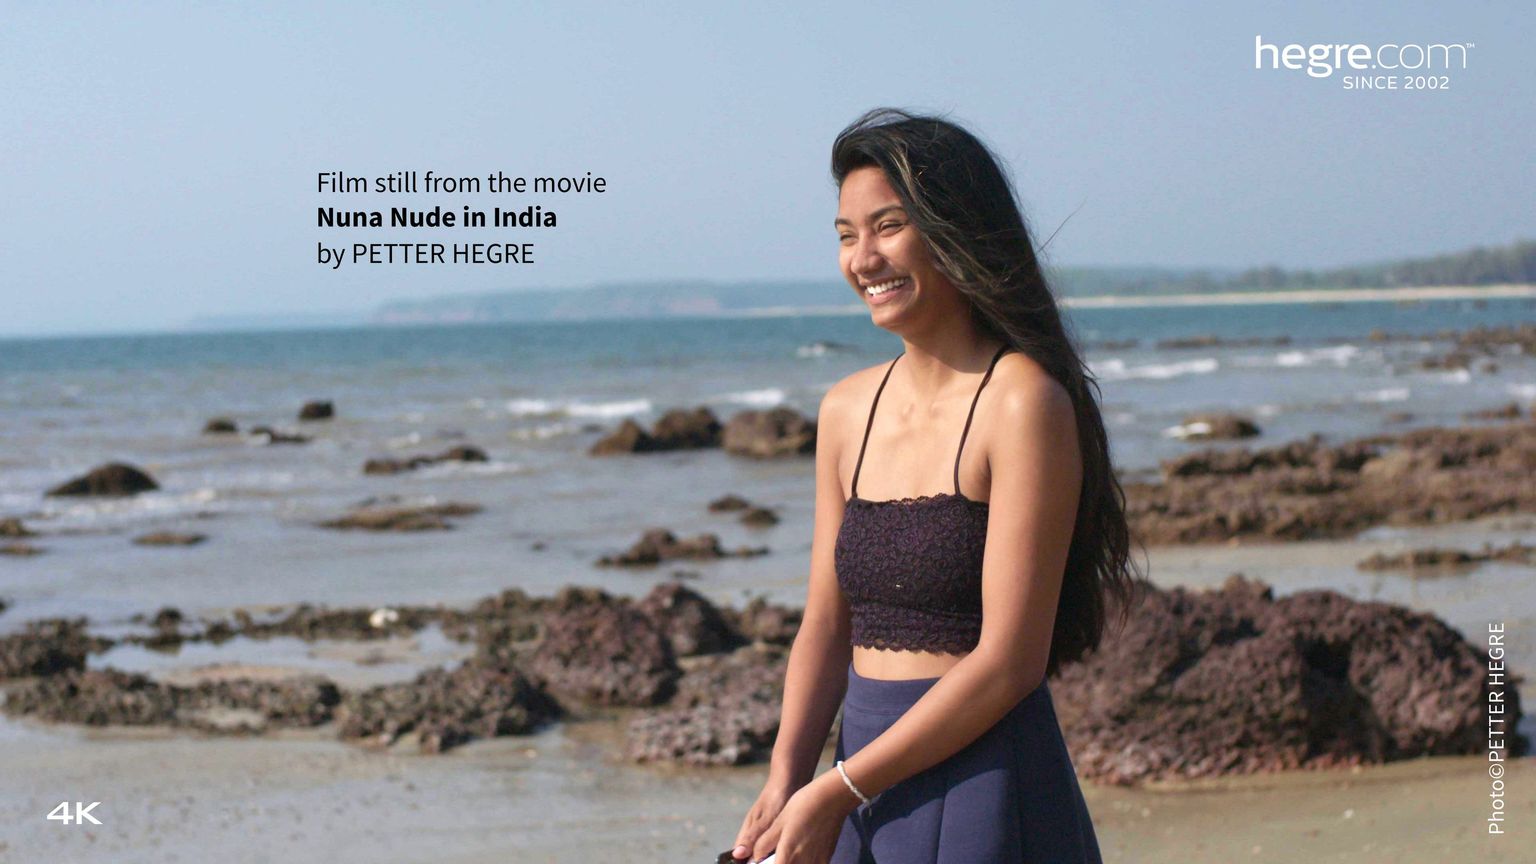 hegre.com™
SINCE 2002
Film still from the movie
Nuna Nude in India
by PETTER HEGRE
Photo©PETTER HEGRE
4K